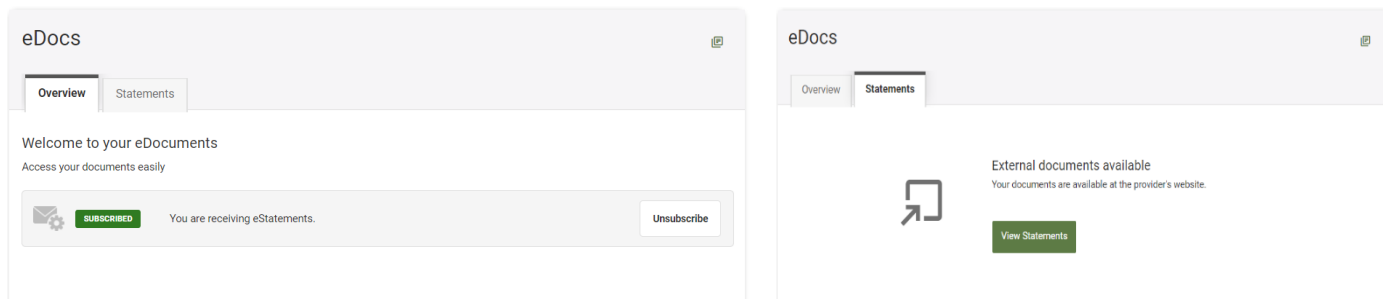 eDocs
Overview
Statements
Welcome to your eDocuments
Access your documents easily
SUBSCRIBED
You are receiving eStatements.
Unsubscribe
eDocs
Overview
Statements
External documents available
Your documents are available at the provider's website.
View Statements